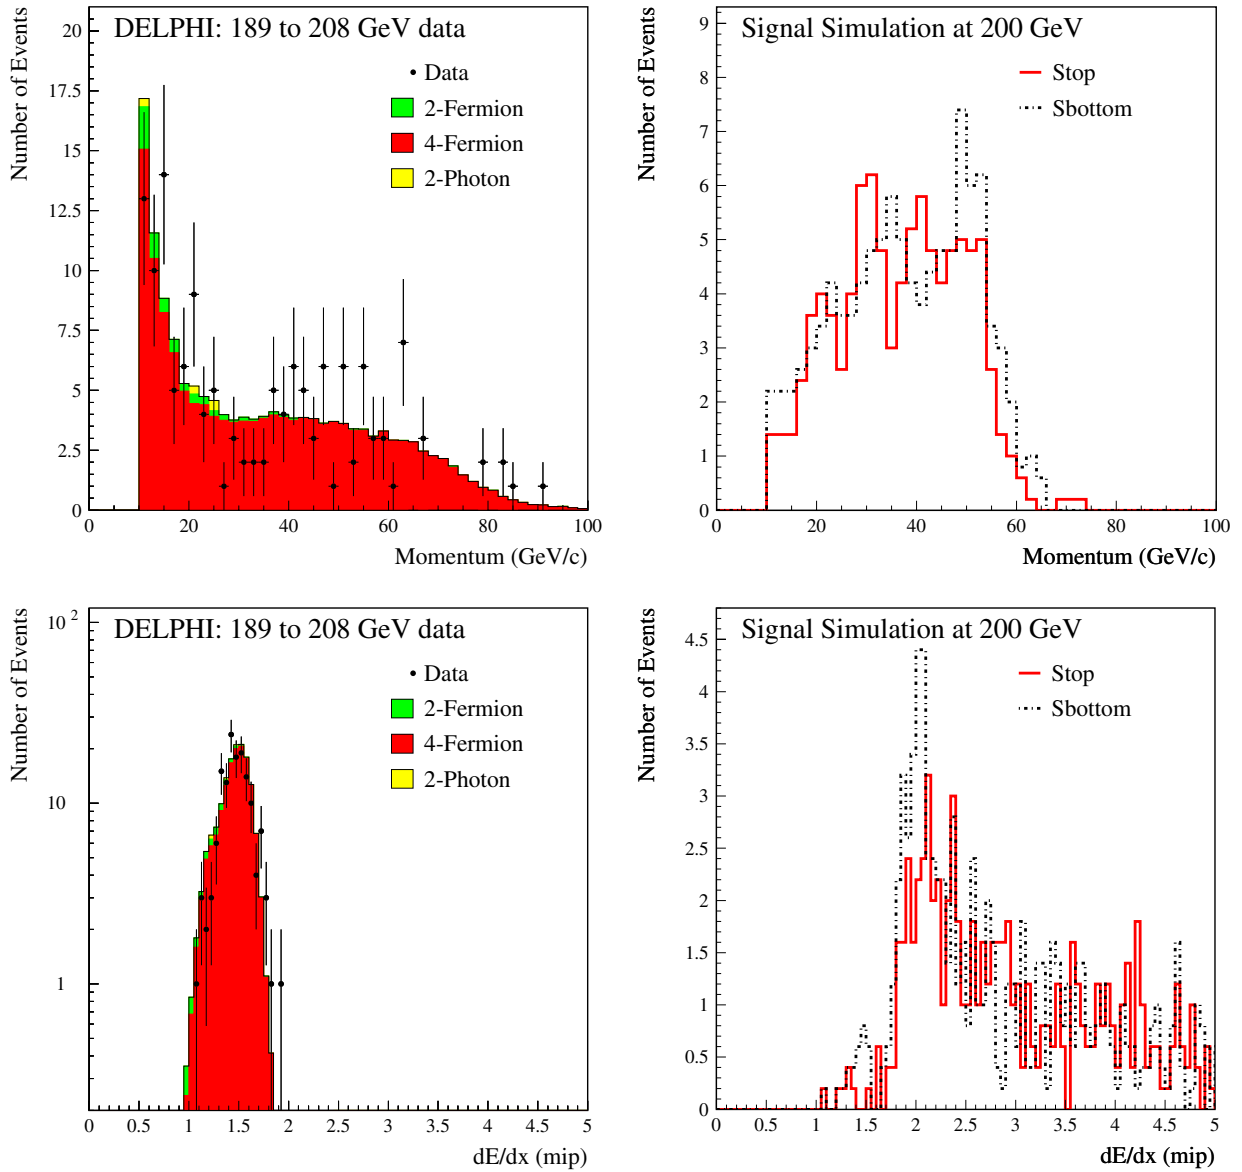 DELPHI: 189 to 208 GeV data
Number of Events
Data
2-Fermion
4-Fermion
2-Photon
20
17.5
15
12.5
10
7.5
5
2.5
0
0 20 40 60 80 100
Momentum (GeV/c)
Signal Simulation at 200 GeV
Number of Events
Stop
Sbottom
9
8
7
6
5
4
3
2
1
0
0 20 40 60 80 100
Momentum (GeV/c)
DELPHI: 189 to 208 GeV data
Number of Events
Data
2-Fermion
4-Fermion
2-Photon
10 2
10
1
0 0.5 1 1.5 2 2.5 3 3.5 4 4.5 5
dE/dx (mip)
Signal Simulation at 200 GeV
Number of Events
Stop
Sbottom
4.5
4
3.5
3
2.5
2
1.5
1
0.5
0
0 0.5 1 1.5 2 2.5 3 3.5 4 4.5 5
dE/dx (mip)